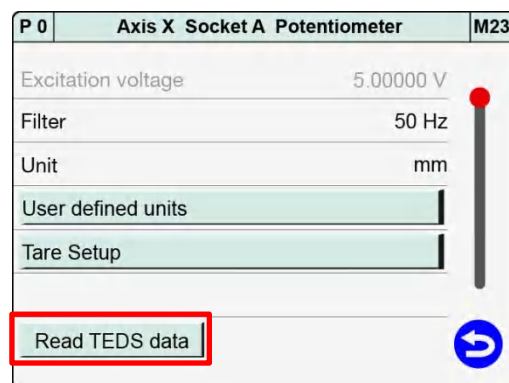 P 0 Axis X Socket A Potentiometer M23
Excitation voltage 5.00000 V
Filter 50 Hz
Unit mm
User defined units
Tare Setup
Read TEDS data